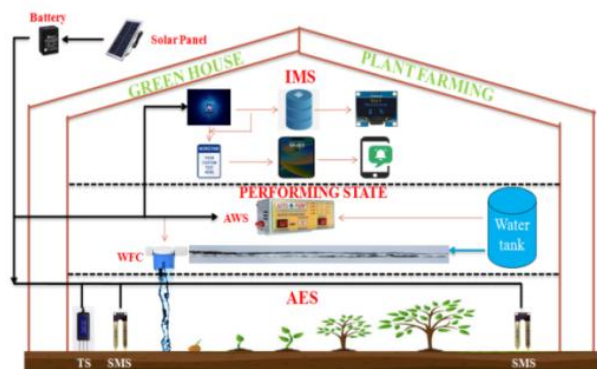 Battery
Solar Panel
GREEN HOUSE
PLANT FARMING
IMS
PERFORMING STATE
AWS
Water
tank
WFC
AES
TS
SMS
SMS